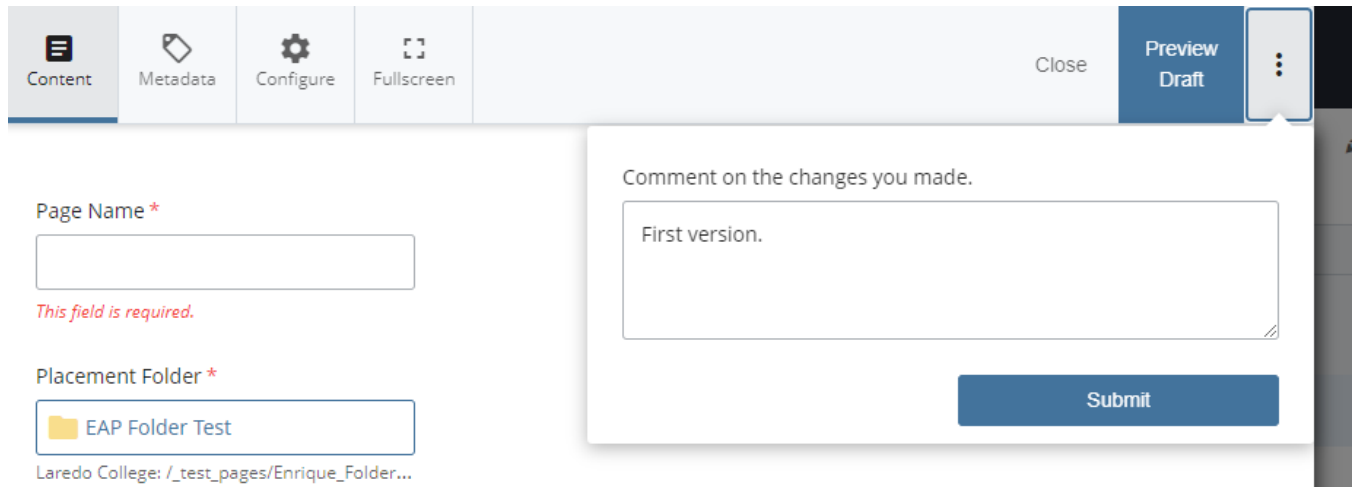 Content
Metadata
Configure
Fullscreen
Close
Preview
Draft
Comment on the changes you made.
First version.
Submit
Page Name *
This field is required.
Placement Folder *
EAP Folder Test
Laredo College: /_test_pages/Enrique_Folder...